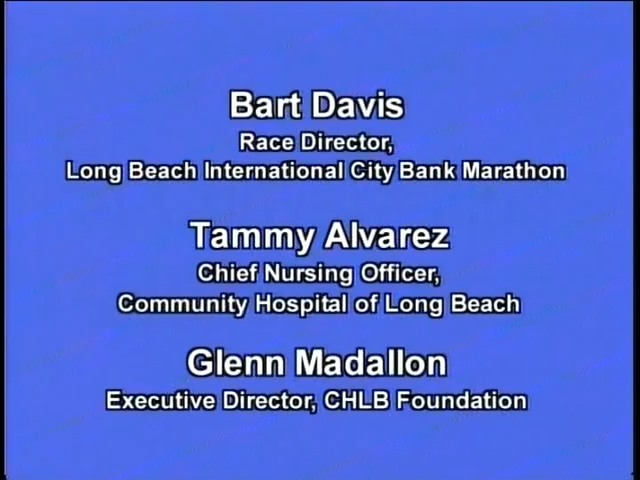 Bart Davis
Race Director,
Long Beach International City Bank Marathon
Tammy Alvarez
Chief Nursing Officer,
Community Hospital of Long Beach
Glenn Madallon
Executive Director, CHLB Foundation